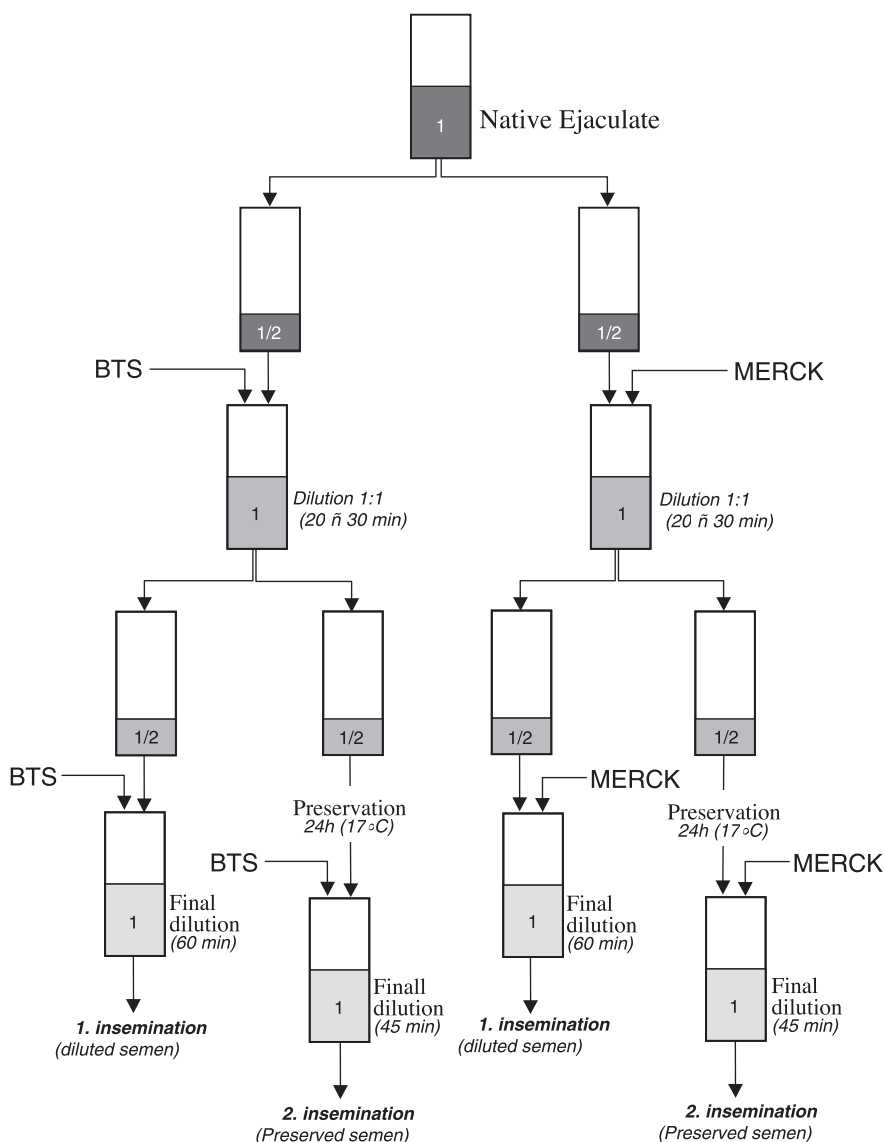 1
Native Ejaculate
1/2
1/2
BTS
MERCK
1
Dilution 1:1
(20 ñ 30 min)
1
Dilution 1:1
(20 ñ 30 min)
1/2
1/2
1/2
1/2
BTS
MERCK
Preservation
24h (17°C)
Preservation
24h (17°C)
BTS
MERCK
1
Final
dilution
(60 min)
1
Finall
dilution
(45 min)
1
Final
dilution
(60 min)
1
Final
dilution
(45 min)
1. insemination
(diluted semen)
2. insemination
(Preserved semen)
1. insemination
(diluted semen)
2. insemination
(Preserved semen)